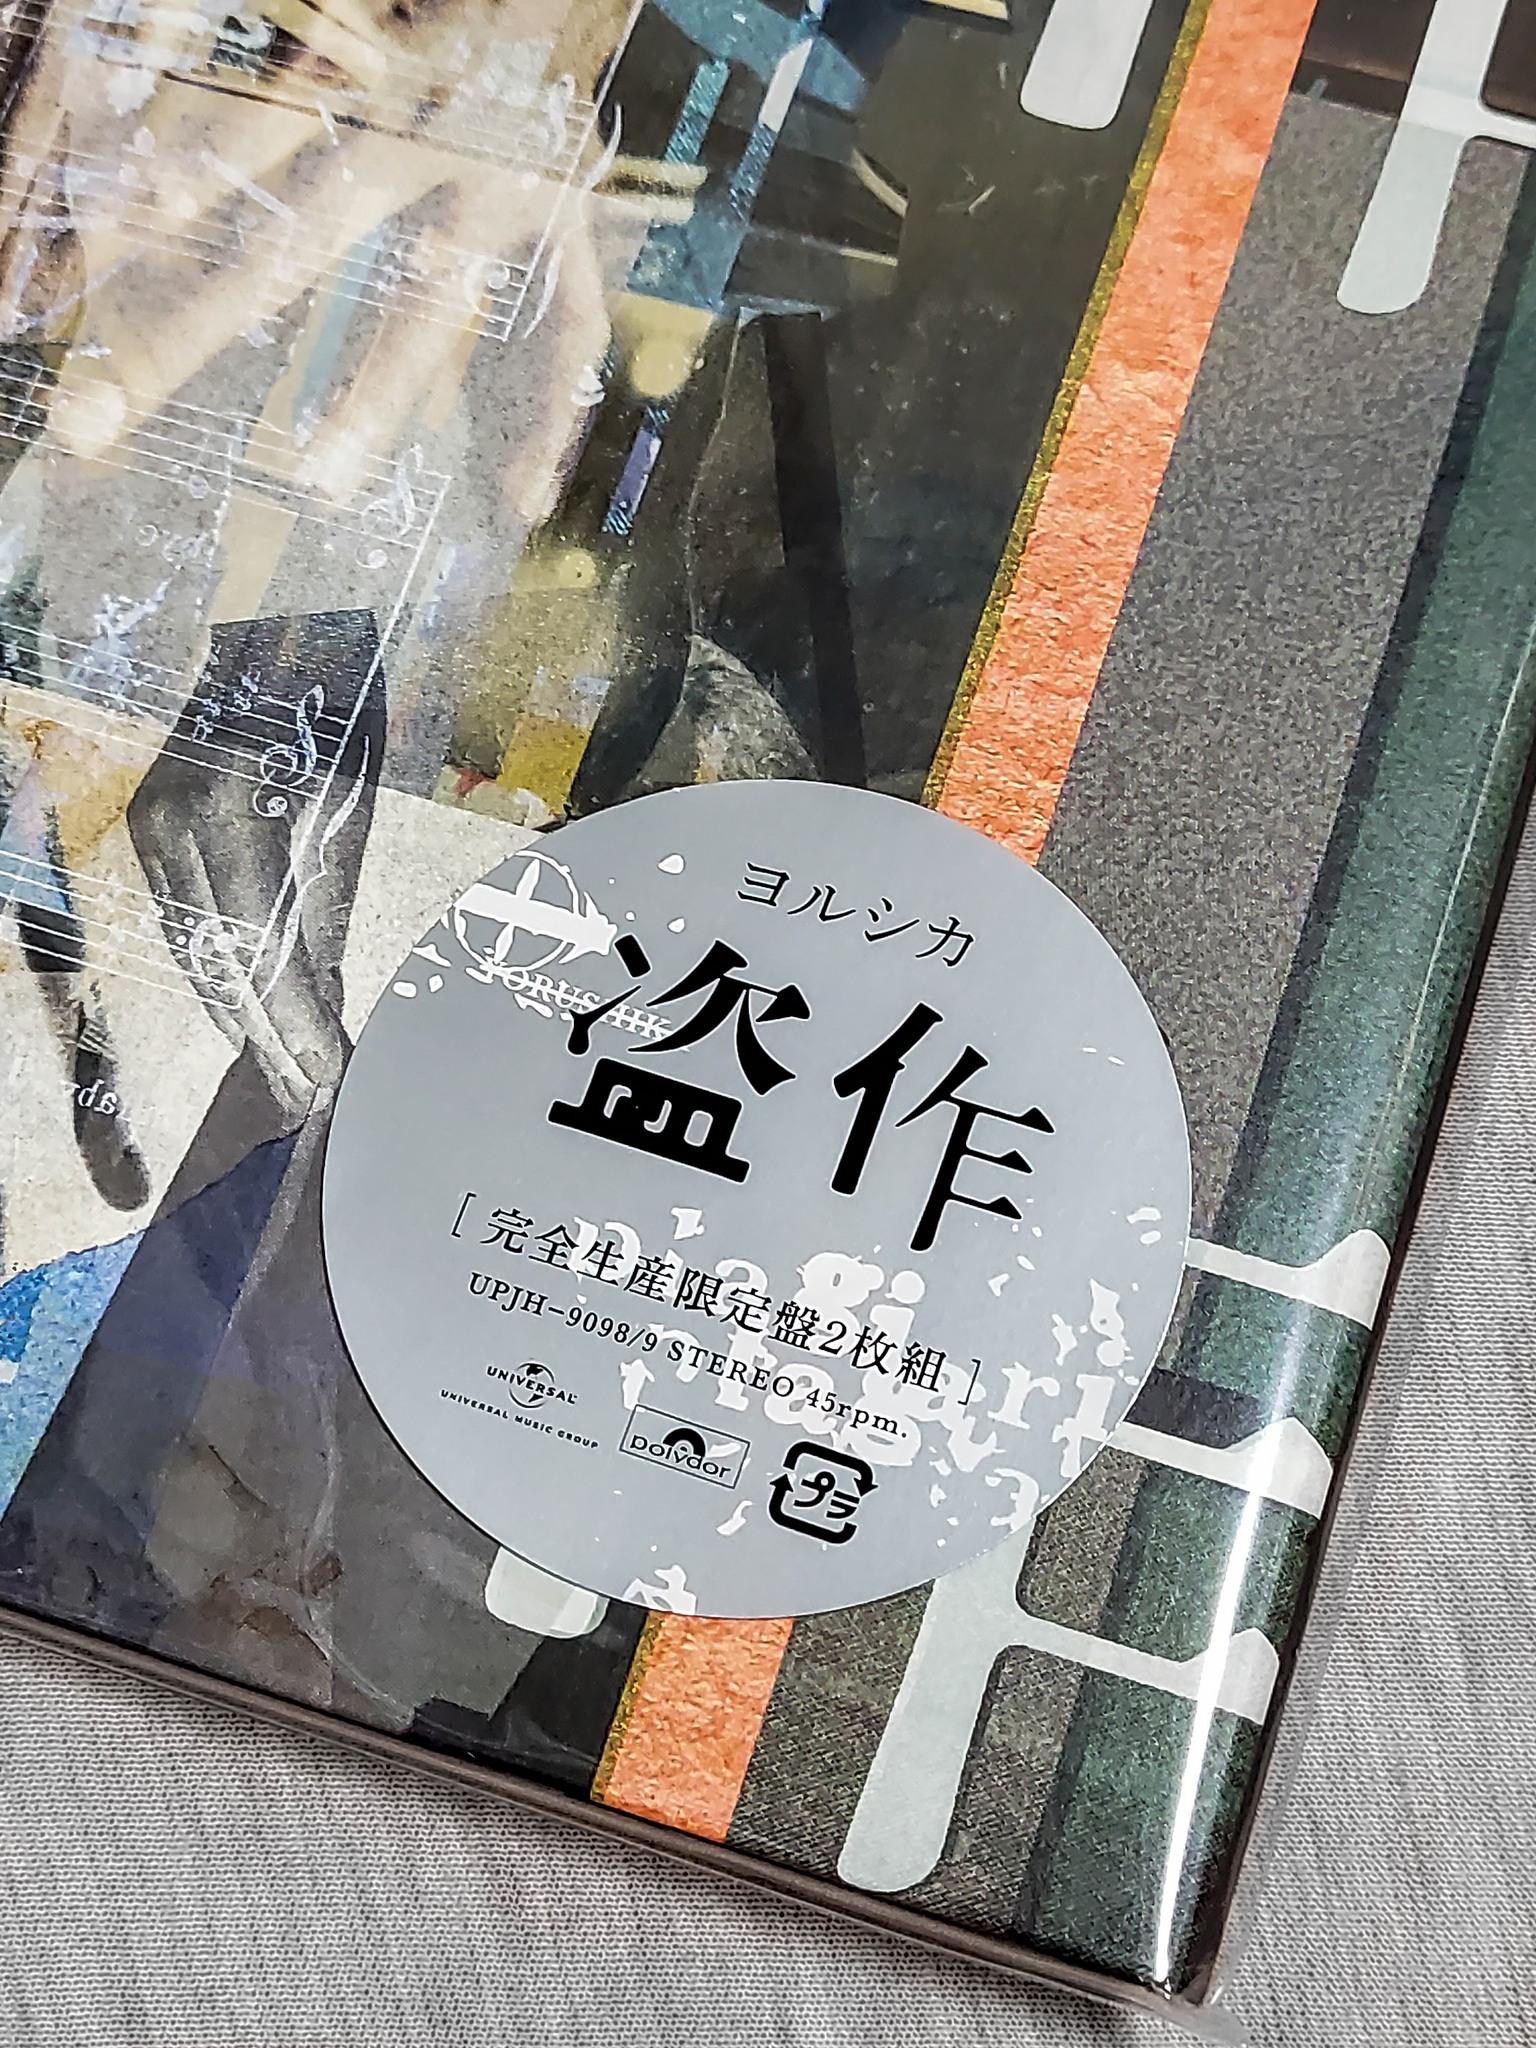 ヨルシカ
YORUSHIKA
盗作
[完全生産限定盤2枚組]
UPJH-9098/9 STEREO 45rpm.
UNIVERSAL
UNIVERSAL MUSIC GROUP
polydor
プラ